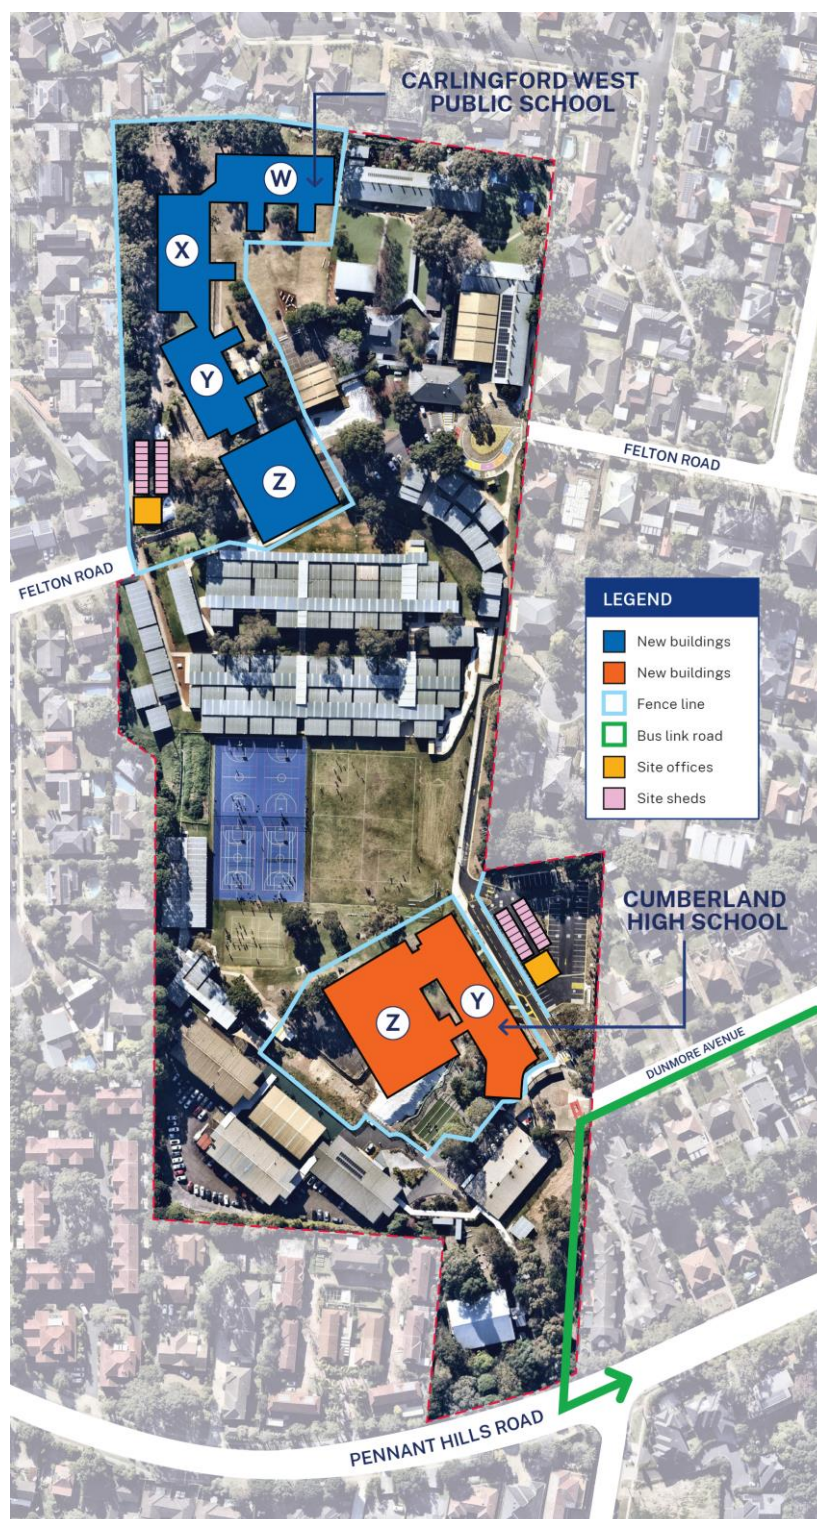 CARLINGFORD WEST
PUBLIC SCHOOL
W
X
Y
Z
FELTON ROAD
FELTON ROAD
LEGEND
New buildings
New buildings
Fence line
Bus link road
Site offices
Site sheds
CUMBERLAND
HIGH SCHOOL
Y
Z
DUNMORE AVENUE
PENNANT HILLS ROAD